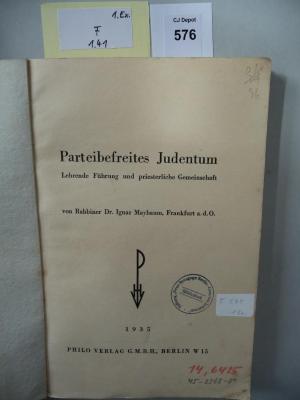 1. Ex.
F
1.41
CJ Depot
576
96
Parteibefreites Judentum
Lehrende Führung und priesterliche Gemeinschaft
von Rabbiner Dr. Ignaz Maybaum, Frankfurt a.d.O.
1935
PHILO VERLAG G.M.B.H., BERLIN W 15
14,6425